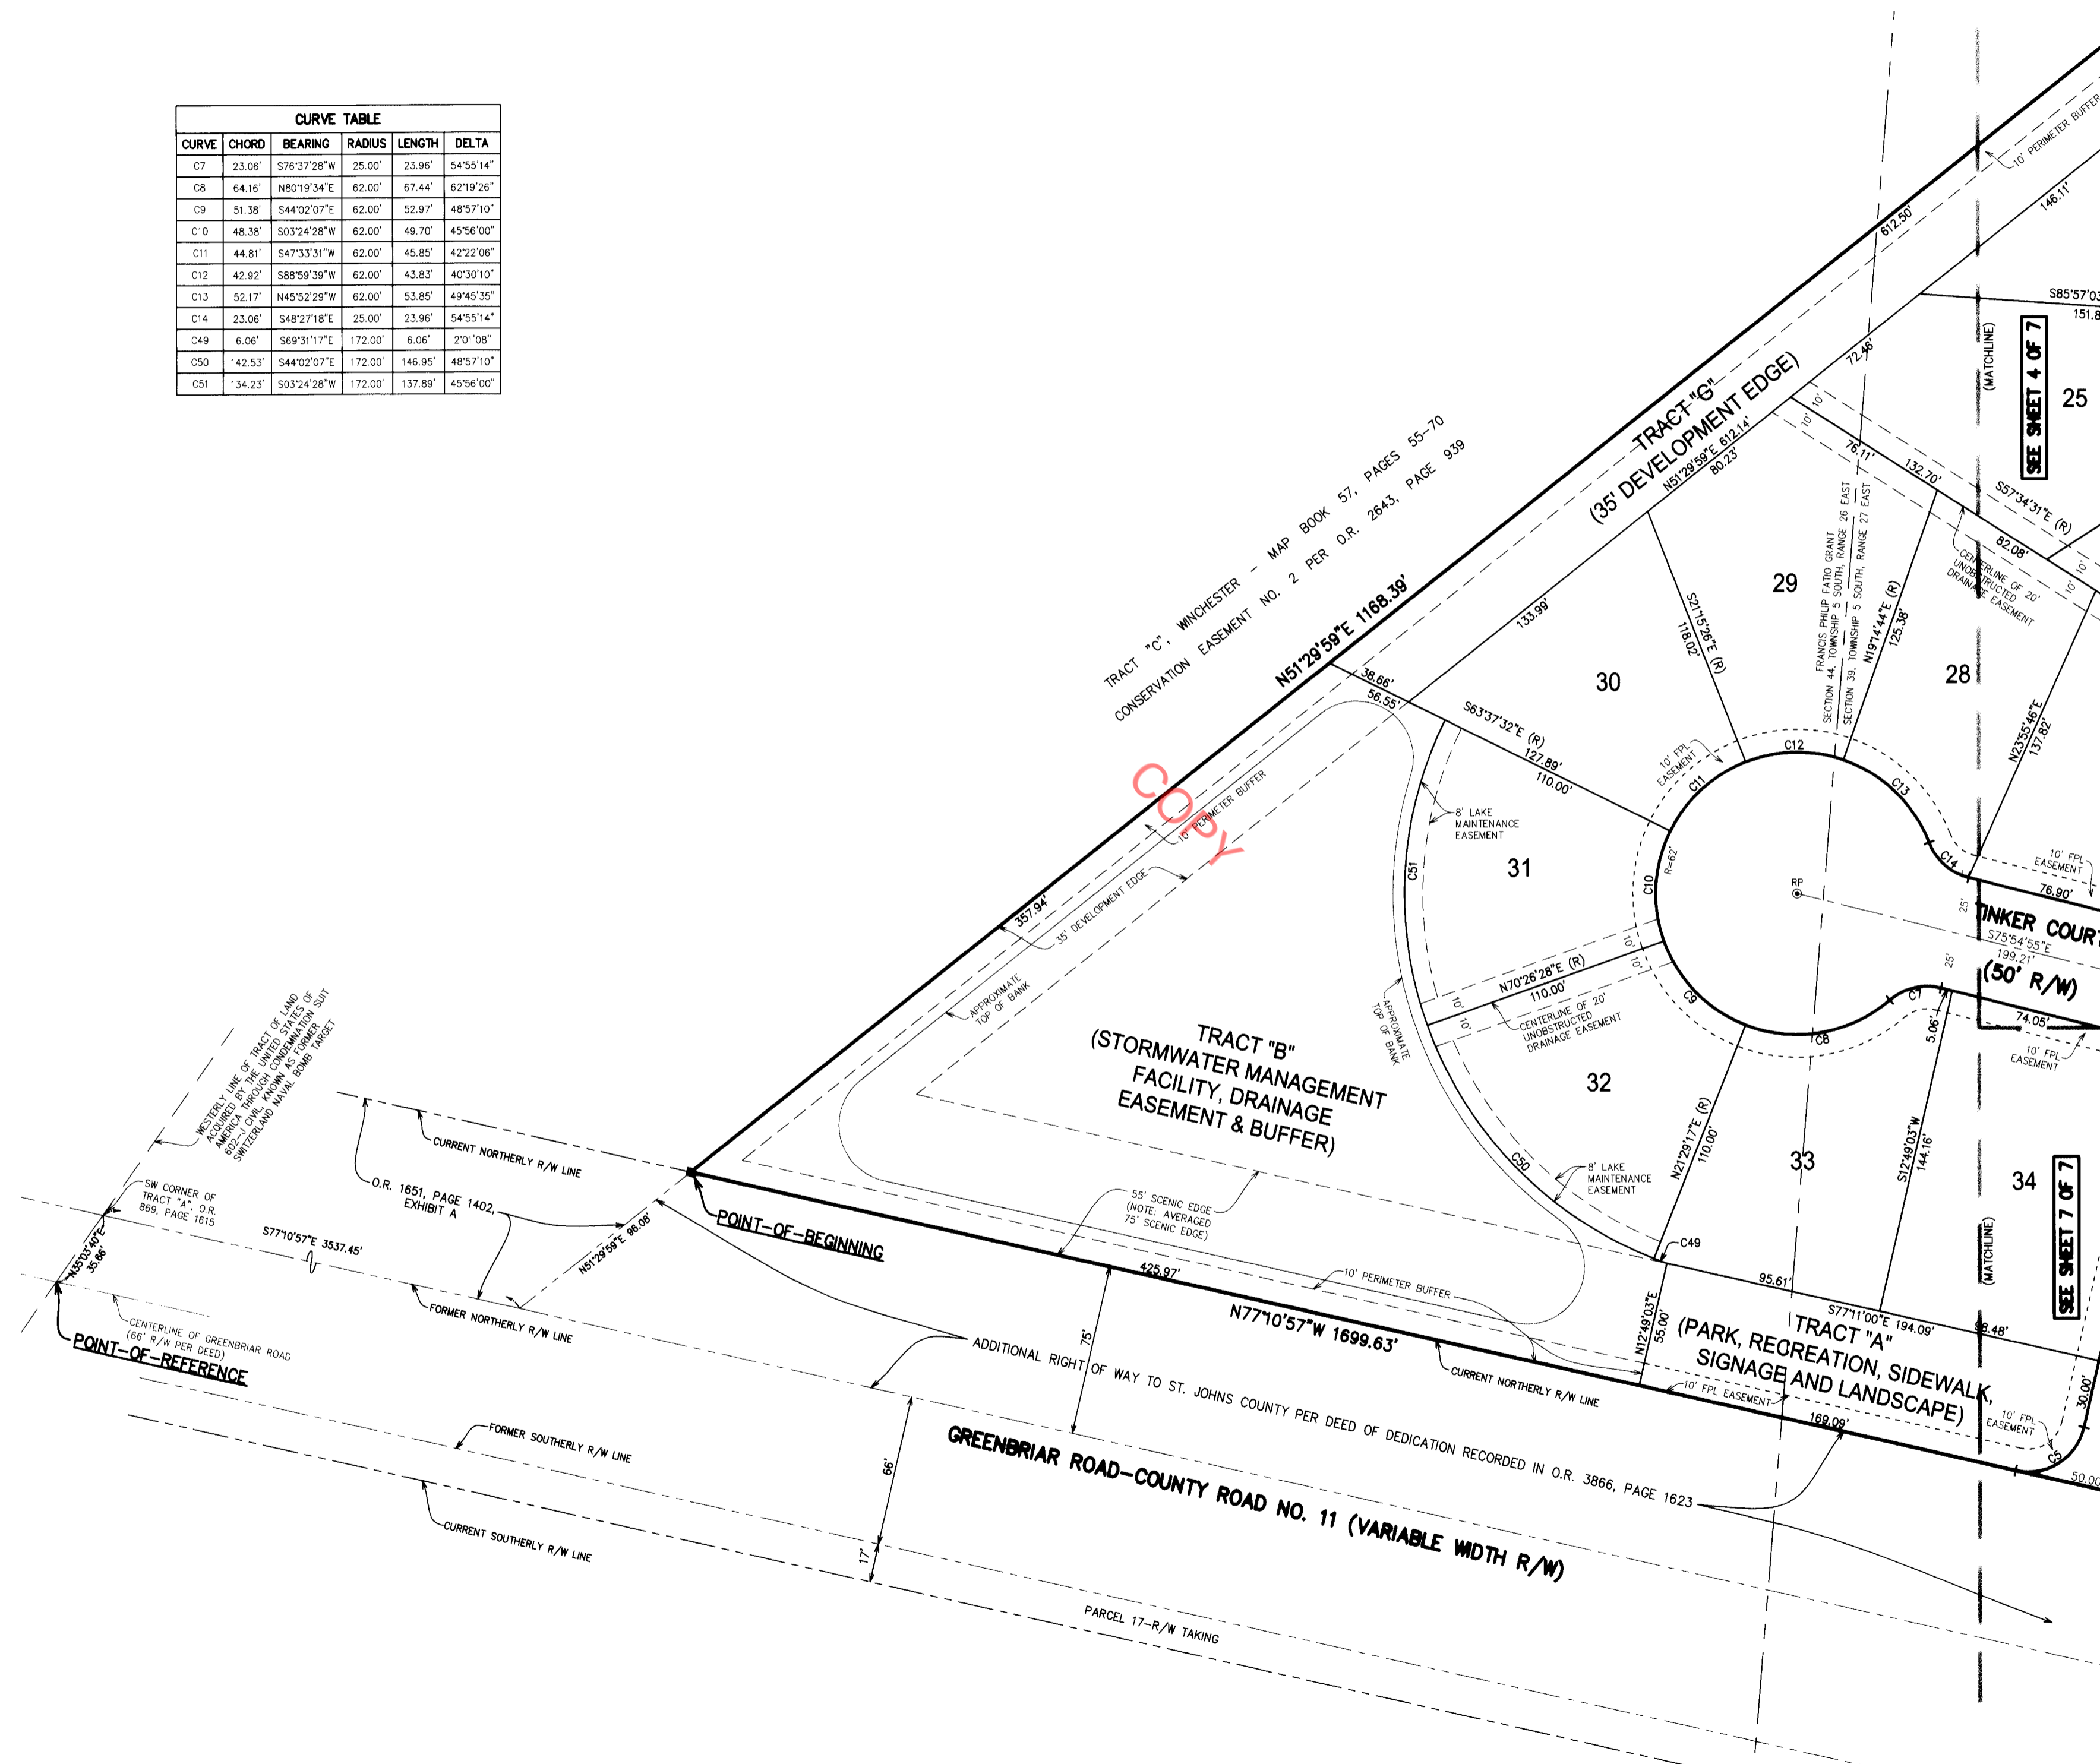 CURVE TABLE
CURVE CHORD BEARING RADIUS LENGTH DELTA
C7 23.06' S76°37'28"W 25.00' 23.96' 54°55'14"
C8 64.16' N80°19'34"E 62.00' 67.44' 62°19'26"
C9 51.38' S44°02'07"E 62.00' 52.97' 48°57'10"
C10 48.38' S03°24'28"W 62.00' 49.70' 45°56'00"
C11 44.81' S47°33'31"W 62.00' 45.85' 42°22'06"
C12 42.92' S88°59'39"W 62.00' 43.83' 40°30'10"
C13 52.17' N45°52'29"W 62.00' 53.85' 49°45'35"
C14 23.06' S48°27'18"E 25.00' 23.96' 54°55'14"
C49 6.06' S69°31'17"E 172.00' 6.06' 2°01'08"
C50 142.53' S44°02'07"E 172.00' 146.95' 48°57'10"
C51 134.23' S03°24'28"W 172.00' 137.89' 45°56'00"
10' PERIMETER BUFFER
612.50'
146.11'
S85°57'03
151.8
(MATCHLINE)
SEE SHEET 4 OF 7
25
72.46'
TRACT "G"
(35' DEVELOPMENT EDGE)
N51°29'59"E 612.14'
80.23'
10'
10'
76.11'
132.70'
S57°34'31"E (R)
82.08'
10'
10'
10'
CENTERLINE OF 20'
UNOBSTRUCTED
DRAINAGE EASEMENT
TRACT "C", WINCHESTER - MAP BOOK 57, PAGES 55-70
CONSERVATION EASEMENT NO. 2 PER O.R. 2643, PAGE 939
N51°29'59"E 1168.39'
133.99'
38.66'
56.55'
S63°37'32"E (R)
127.89'
110.00'
30
S21°15'26"E (R)
118.02'
29
FRANCIS PHILIP FATIO GRANT
SECTION 44, TOWNSHIP 5 SOUTH, RANGE 26 EAST
SECTION 39, TOWNSHIP 5 SOUTH, RANGE 27 EAST
N19°14'44"E (R)
125.38'
28
N23°55'46"E
137.82'
10' FPL
EASEMENT
C11
C12
C13
C14
C10
R=62'
RP
10' FPL
EASEMENT
76.90'
25'
TINKER COURT
S75°54'55"E
199.21'
(50' R/W)
25'
C7
74.05'
10' FPL
EASEMENT
5.06'
C8
C9
COPY
10' PERIMETER BUFFER
8' LAKE
MAINTENANCE
EASEMENT
C51
31
357.94'
35' DEVELOPMENT EDGE
APPROXIMATE
TOP OF BANK
10'
10'
N70°26'28"E (R)
110.00'
10'
10'
CENTERLINE OF 20'
UNOBSTRUCTED
DRAINAGE EASEMENT
APPROXIMATE
TOP OF BANK
TRACT "B"
(STORMWATER MANAGEMENT
FACILITY, DRAINAGE
EASEMENT & BUFFER)
32
N21°29'17"E (R)
110.00'
33
S12°49'03"W
144.16'
34
SEE SHEET 7 OF 7
(MATCHLINE)
C50
8' LAKE
MAINTENANCE
EASEMENT
C49
WESTERLY LINE OF TRACT OF LAND
ACQUIRED BY THE UNITED STATES OF
AMERICA THROUGH CONDEMNATION SUIT
602-J CIVIL, KNOWN AS FORMER
SWITZERLAND NAVAL BOMB TARGET
CURRENT NORTHERLY R/W LINE
O.R. 1651, PAGE 1402,
EXHIBIT A
SW CORNER OF
TRACT "A", O.R.
869, PAGE 1615
S77°10'57"E 3537.45'
N35°03'40"E
35.66'
N51°29'59"E 96.08'
POINT-OF-BEGINNING
55' SCENIC EDGE
(NOTE: AVERAGED
75' SCENIC EDGE)
425.97'
10' PERIMETER BUFFER
N77°10'57"W 1699.63'
75'
CENTERLINE OF GREENBRIAR ROAD
(66' R/W PER DEED)
POINT-OF-REFERENCE
FORMER NORTHERLY R/W LINE
95.61'
S77°11'00"E 194.09'
98.48'
N12°49'03"E
55.00'
TRACT "A"
(PARK, RECREATION, SIDEWALK,
SIGNAGE AND LANDSCAPE)
10' FPL EASEMENT
169.09'
10' FPL
EASEMENT
30.00'
C5
50.00
CURRENT NORTHERLY R/W LINE
ADDITIONAL RIGHT OF WAY TO ST. JOHNS COUNTY PER DEED OF DEDICATION RECORDED IN O.R. 3866, PAGE 1623
66'
GREENBRIAR ROAD-COUNTY ROAD NO. 11 (VARIABLE WIDTH R/W)
FORMER SOUTHERLY R/W LINE
CURRENT SOUTHERLY R/W LINE
17'
PARCEL 17-R/W TAKING